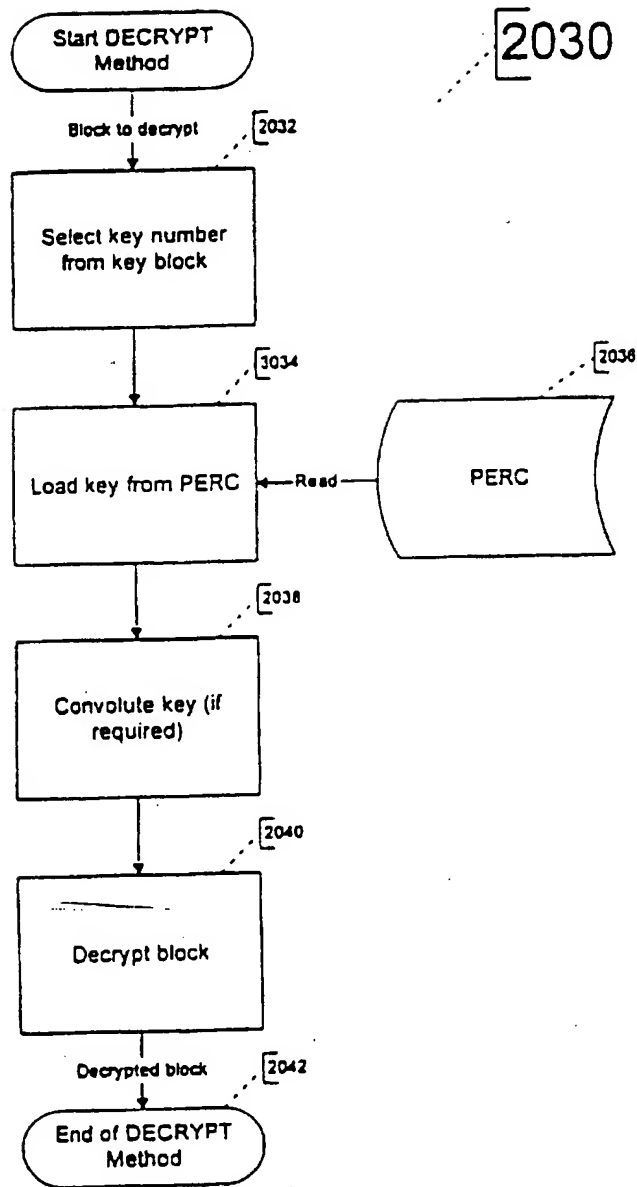 Start DECRYPT
Method
2030
Block to decrypt
2032
Select key number
from key block
3034
2036
Load key from PERC
Read
PERC
2038
Convolute key (if
required)
2040
Decrypt block
Decrypted block
2042
End of DECRYPT
Method